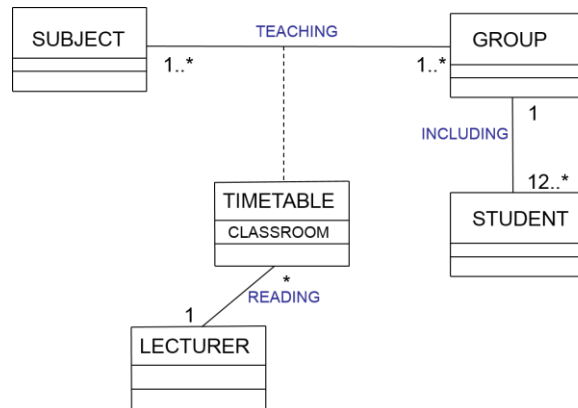 SUBJECT
TEACHING
GROUP
1..*
1..*
1
INCLUDING
12..*
TIMETABLE
STUDENT
CLASSROOM
*
READING
1
LECTURER